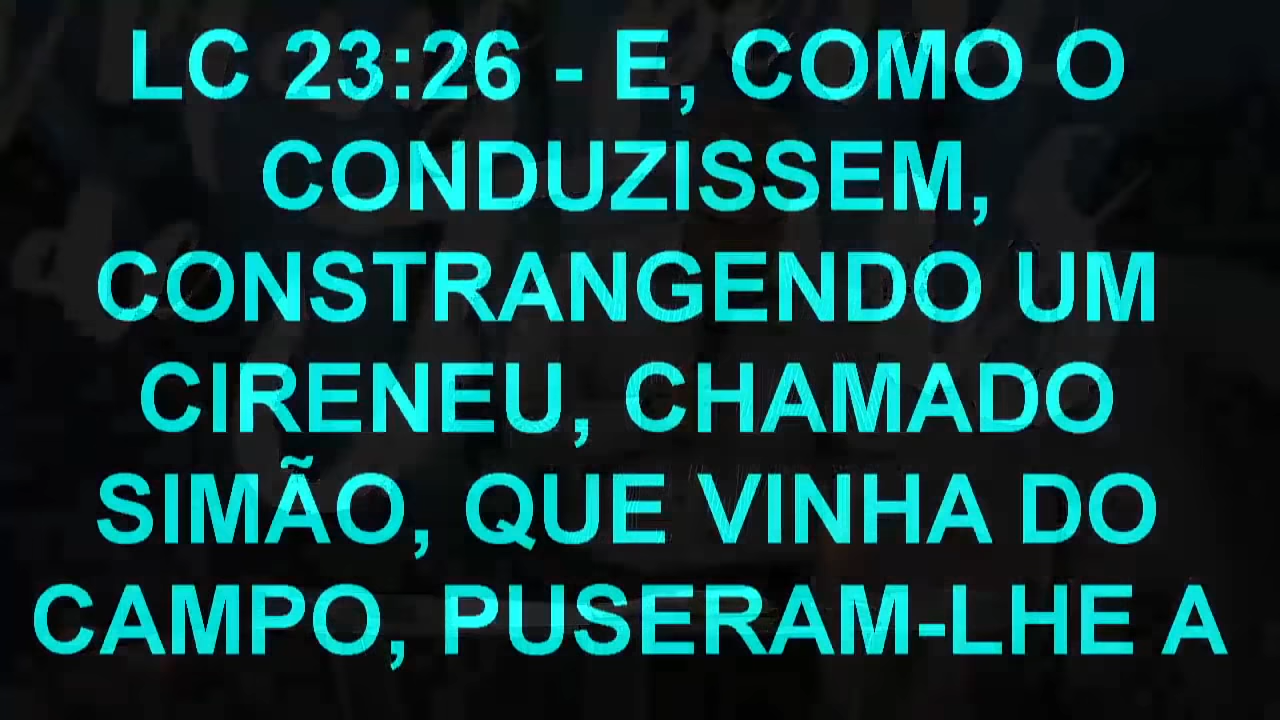 LC 23:26 - E, COMO O
CONDUZISSEM,
CONSTRANGENDO UM
CIRENEU, CHAMADO
SIMÃO, QUE VINHA DO
CAMPO, PUSERAM-LHE A